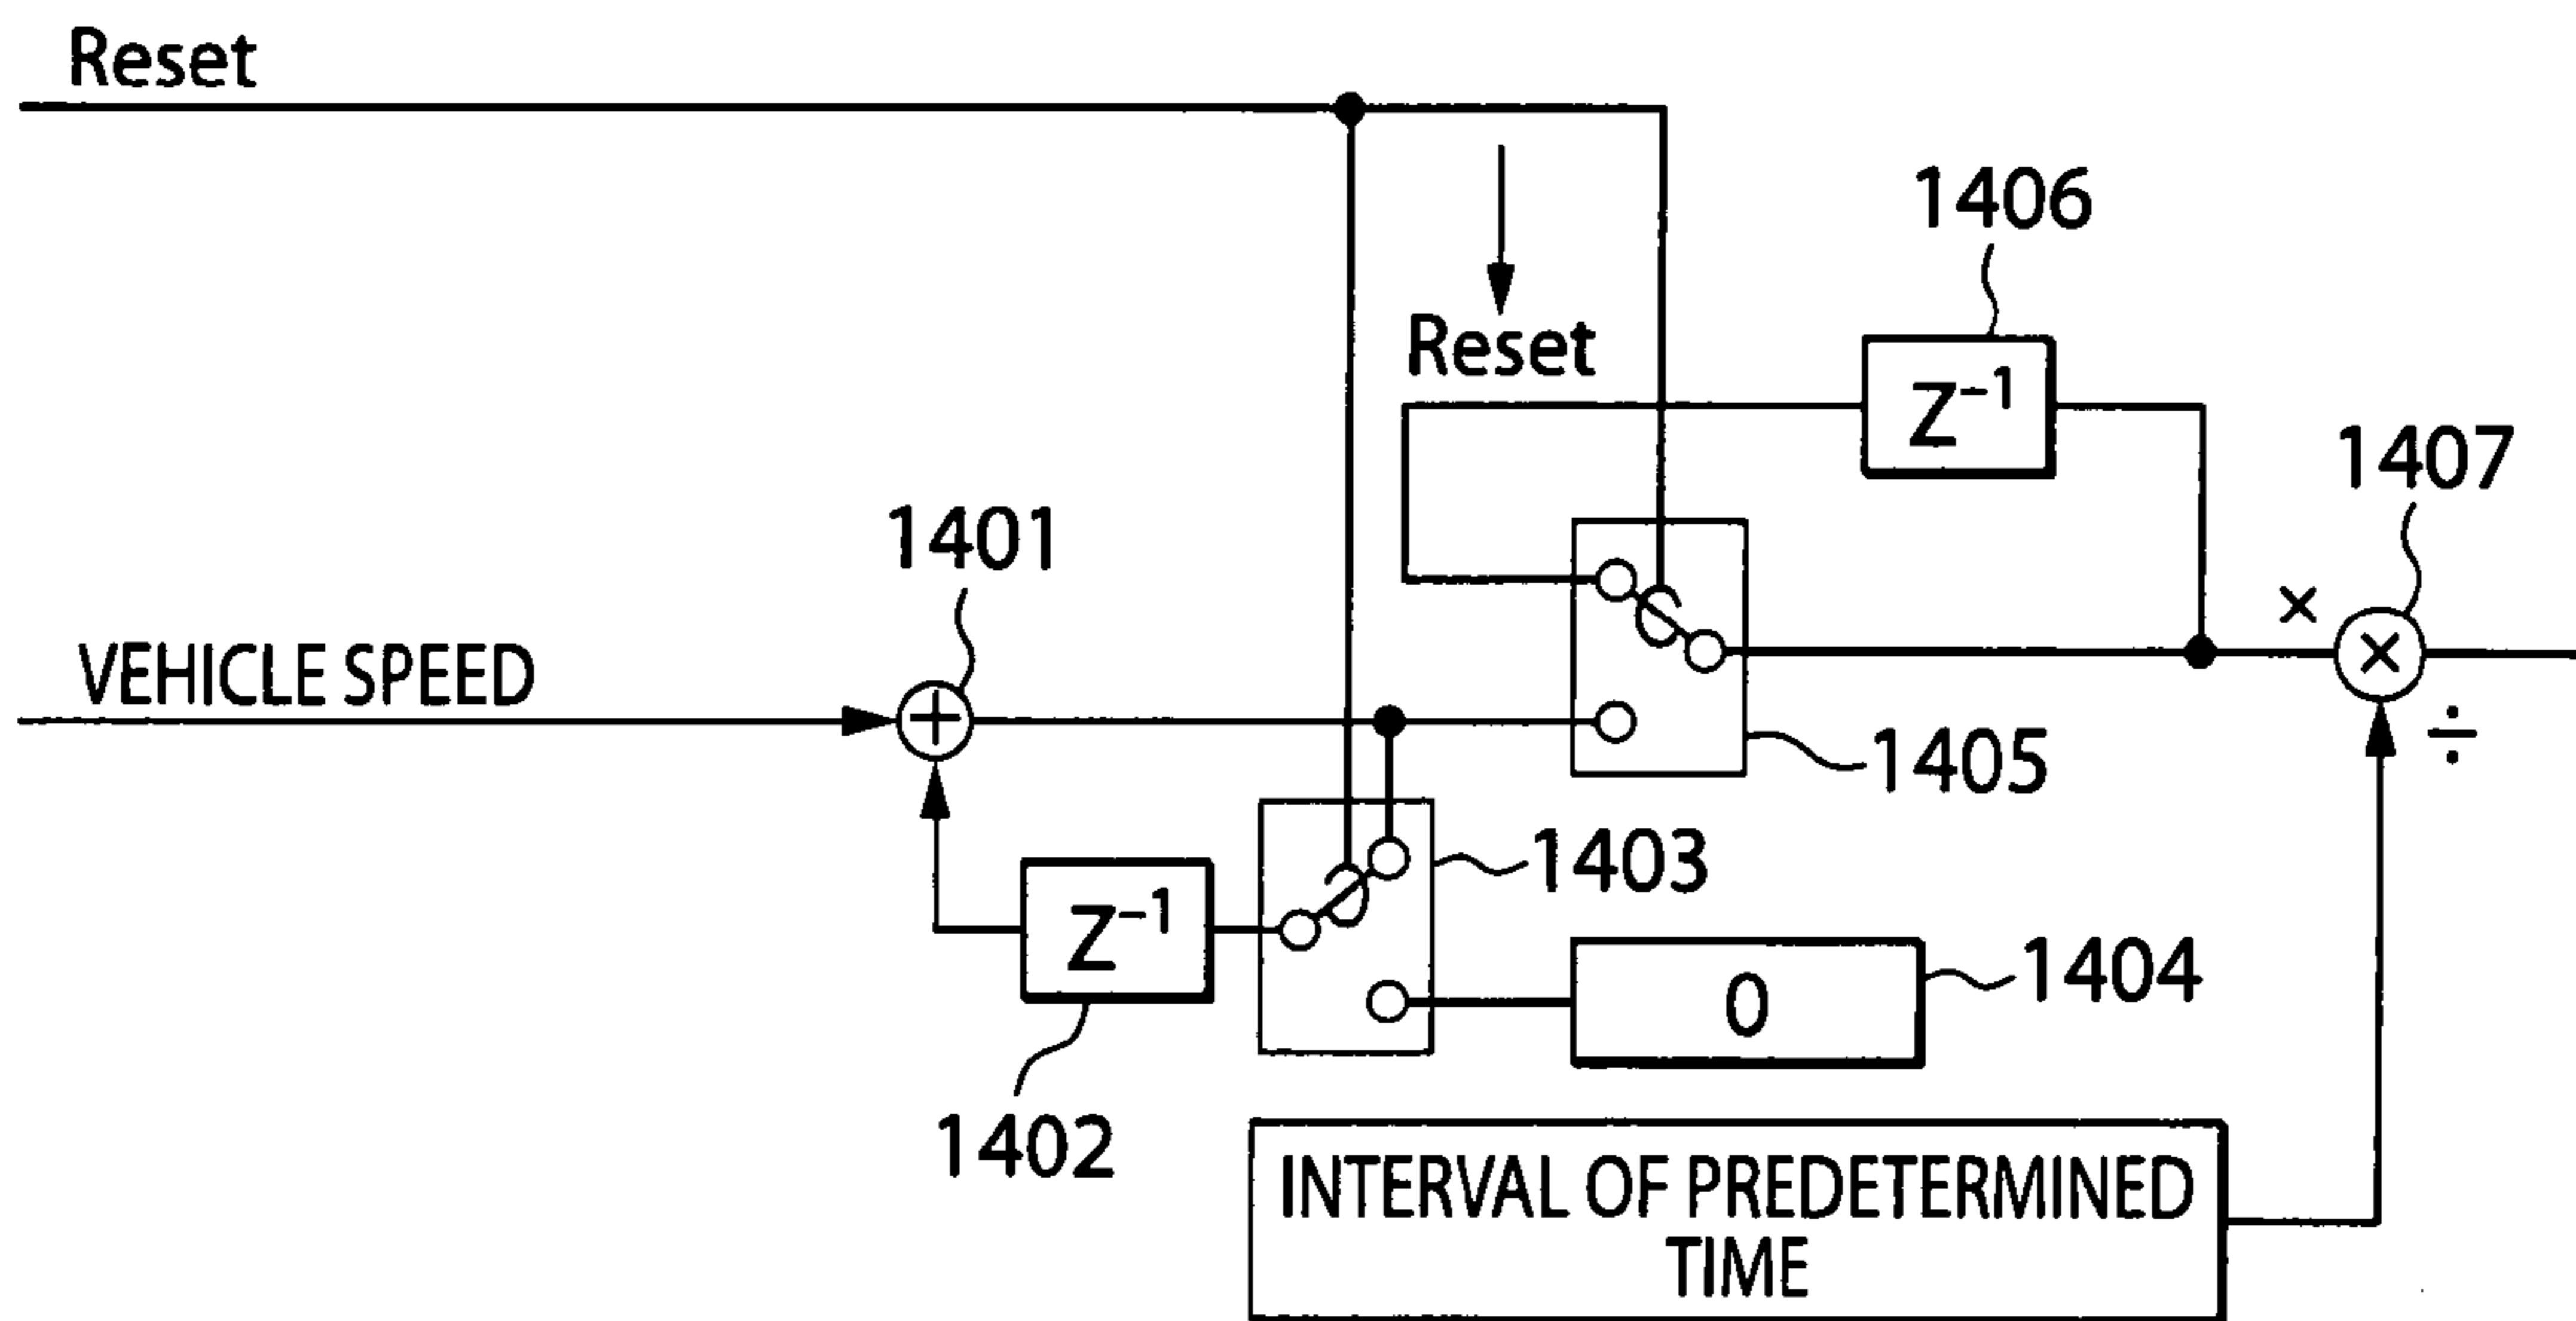 Reset
1406
Reset
Z⁻¹
1407
1401
×
×
VEHICLE SPEED
+
÷
1405
1403
Z⁻¹
0
1404
1402
INTERVAL OF PREDETERMINED
TIME